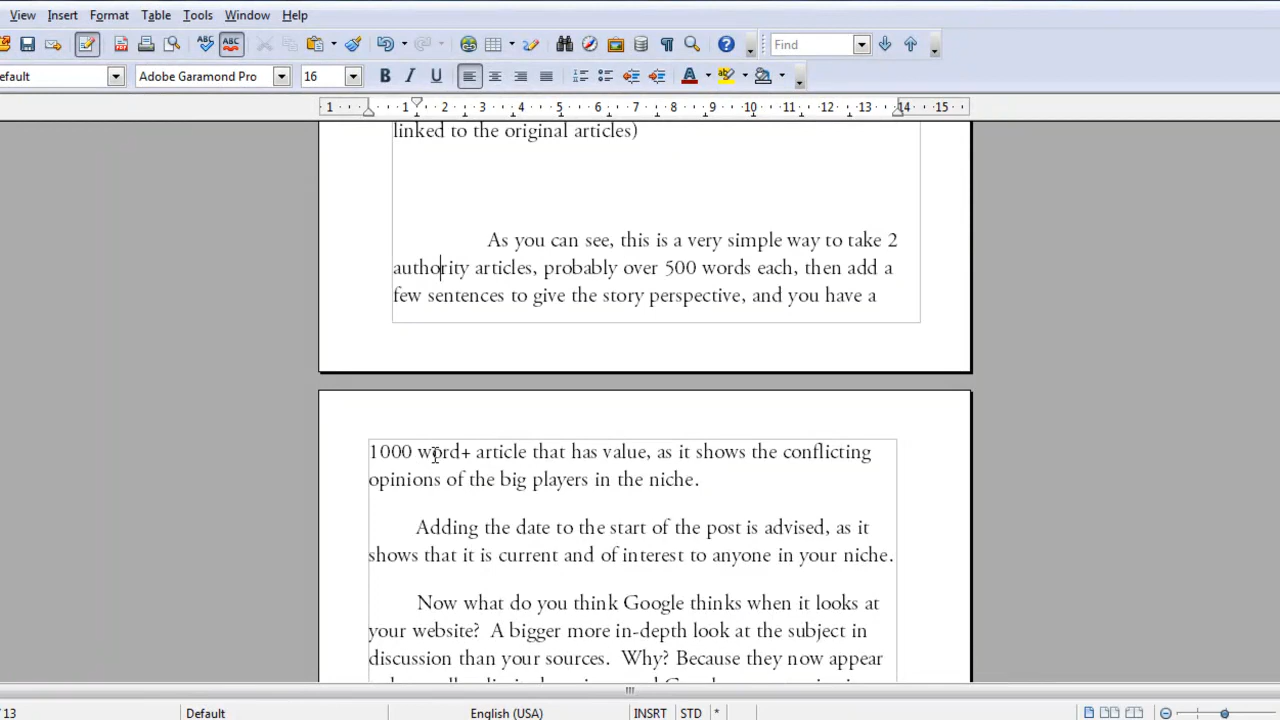 View Insert Format Table Tools Window Help
Find
efault Adobe Garamond Pro 16
1 1 2 3 4 5 6 7 8 9 10 11 12 13 14 15
linked to the original articles)
As you can see, this is a very simple way to take 2
authority articles, probably over 500 words each, then add a
few sentences to give the story perspective, and you have a
1000 word+ article that has value, as it shows the conflicting
opinions of the big players in the niche.
Adding the date to the start of the post is advised, as it
shows that it is current and of interest to anyone in your niche.
Now what do you think Google thinks when it looks at
your website? A bigger more in-depth look at the subject in
discussion than your sources. Why? Because they now appear
/ 13 Default English (USA) INSRT STD *